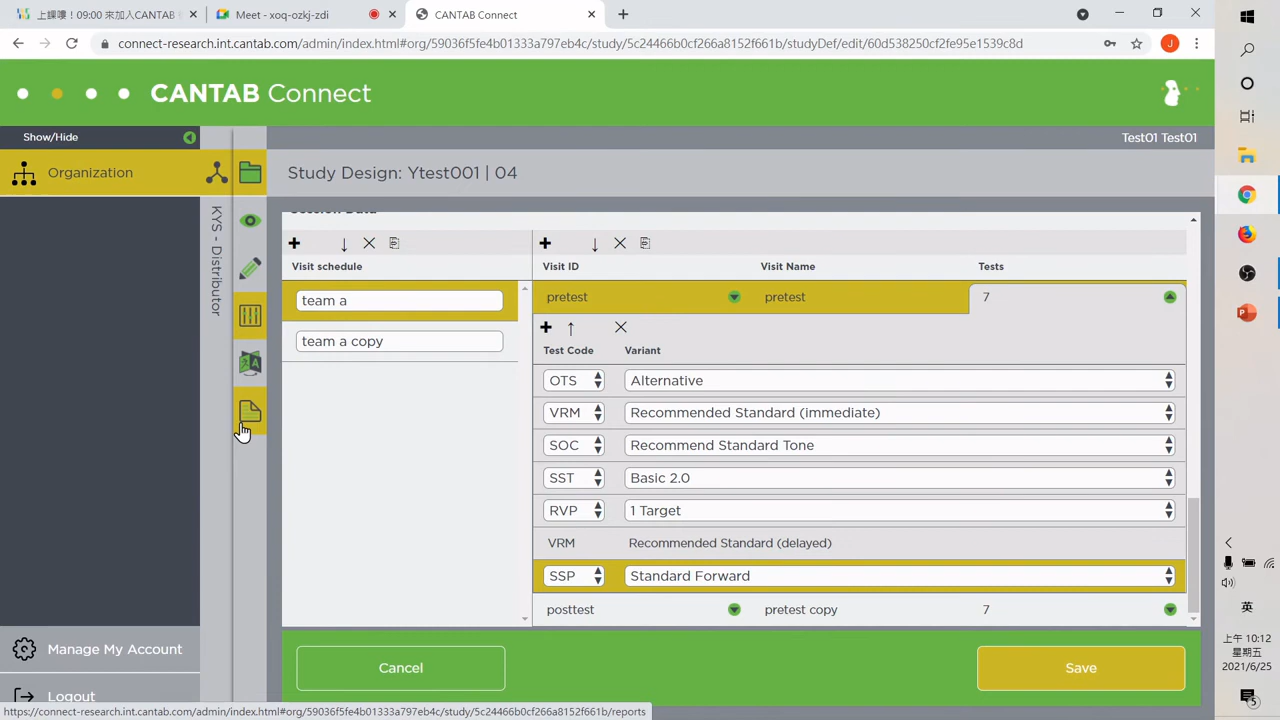 上課嘍！09:00 來加入CANTAB
Meet - xoq-ozkj-zdi
CANTAB Connect
connect-research.int.cantab.com/admin/index.html#org/59036f5fe4b01333a797eb4c/study/5c24466b0cf266a8152f661b/studyDef/edit/60d538250cf2fe95e1539c8d
J
CANTAB Connect
Show/Hide
Test01 Test01
Organization
Study Design: Ytest001 | 04
KYS - Distributor
Session Data
Visit schedule
Visit ID
Visit Name
Tests
team a
pretest
pretest
7
team a copy
Test Code
Variant
OTS
Alternative
VRM
Recommended Standard (immediate)
SOC
Recommend Standard Tone
SST
Basic 2.0
RVP
1 Target
VRM
Recommended Standard (delayed)
SSP
Standard Forward
posttest
pretest copy
7
Manage My Account
Cancel
Save
Logout
https://connect-research.int.cantab.com/admin/index.html#org/59036f5fe4b01333a797eb4c/study/5c24466b0cf266a8152f661b/reports
英
上午 10:12
星期五
2021/6/25
5